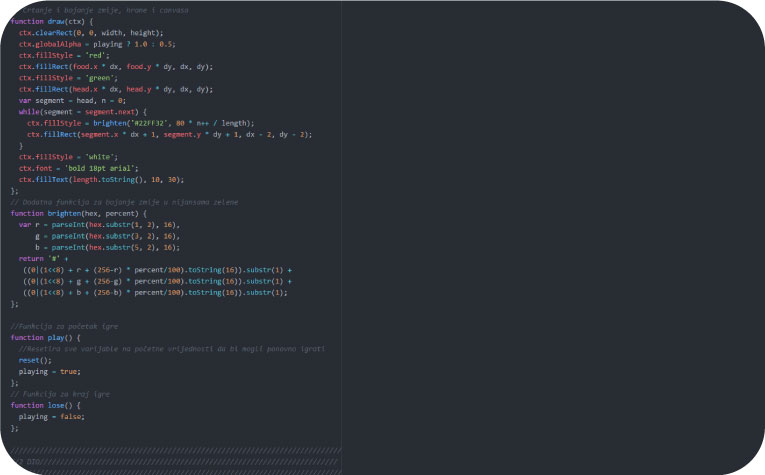 crtanje i bojanje zmije, hrane i canvasa
function draw(ctx) {
ctx.clearRect(0, 0, width, height);
ctx.globalAlpha = playing ? 1.0 : 0.5;
ctx.fillStyle = 'red';
ctx.fillRect(food.x * dx, food.y * dy, dx, dy);
ctx.fillStyle = 'green';
ctx.fillRect(head.x * dx, head.y * dy, dx, dy);
var segment = head, n = 0;
while(segment = segment.next) {
ctx.fillStyle = brighten('#22FF32', 80 * n++ / length);
ctx.fillRect(segment.x * dx + 1, segment.y * dy + 1, dx - 2, dy - 2);
}
ctx.fillStyle = 'white';
ctx.font = 'bold 18pt arial';
ctx.fillText(length.toString(), 10, 30);
};
// Dodatna funkcija za bojanje zmije u nijansama zelene
function brighten(hex, percent) {
var r = parseInt(hex.substr(1, 2), 16),
g = parseInt(hex.substr(3, 2), 16),
b = parseInt(hex.substr(5, 2), 16);
return '#' +
((0|(1<<8) + r + (256-r) * percent/100).toString(16)).substr(1) +
((0|(1<<8) + g + (256-g) * percent/100).toString(16)).substr(1) +
((0|(1<<8) + b + (256-b) * percent/100).toString(16)).substr(1);
};
//Funkcija za početak igre
function play() {
//Resetira sve varijable na početne vrijednosti da bi mogli ponovno igrati
reset();
playing = true;
};
// Funkcija za kraj igre
function lose() {
playing = false;
};
////////////////////////////////////////////////////////////////////////////////
//2 DIO///////////////////////////////////////////////////////////////////////
////////////////////////////////////////////////////////////////////////////////